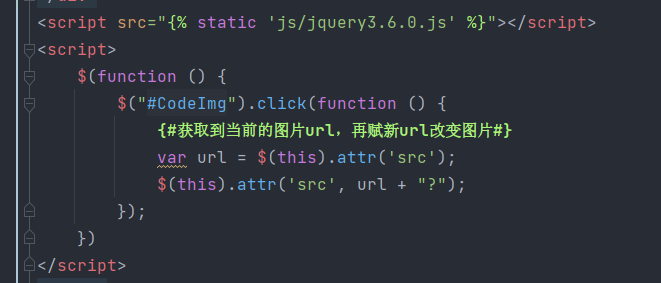 <script src="{% static 'js/jquery3.6.0.js' %}"></script>
<script>
$(function () {
$("#CodeImg").click(function () {
{#获取到当前的图片url，再赋新url改变图片#}
var url = $(this).attr('src');
$(this).attr('src', url + "?");
});
})
</script>